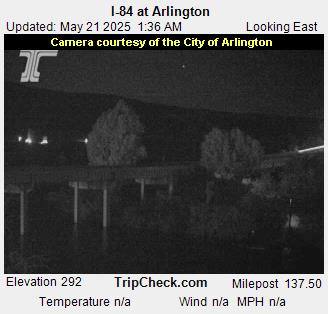 I-84 at Arlington
Updated: May 21 2025 1:36 AM Looking East
Camera courtesy of the City of Arlington
Elevation 292 TripCheck.com Milepost 137.50
Temperature n/a Wind n/a MPH n/a